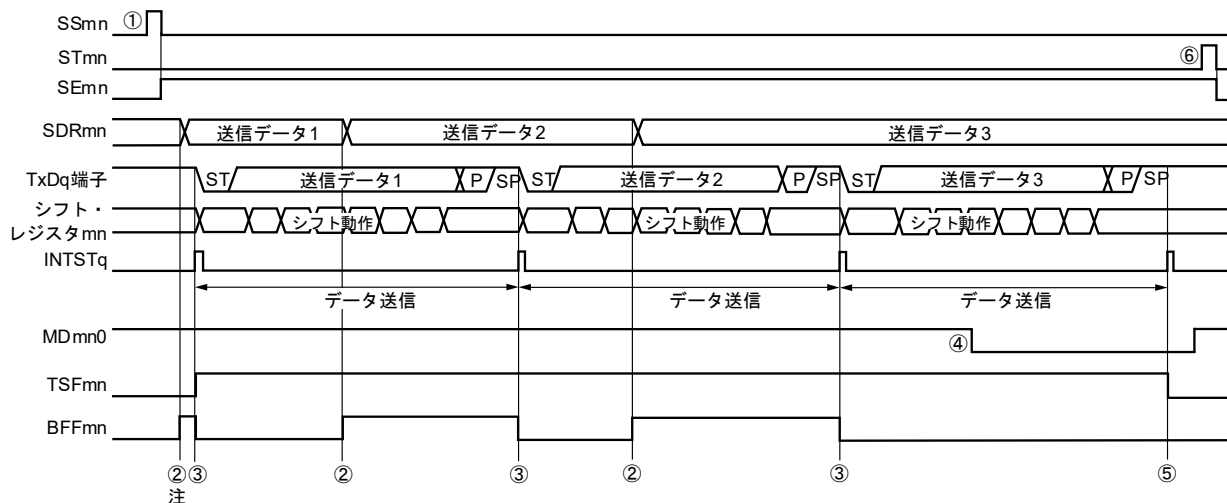 SSmn ①
STmn ⑥
SEmn
SDRmn 送信データ1 送信データ2 送信データ3
TxDq端子 ST 送信データ1 P SP ST 送信データ2 P SP ST 送信データ3 P SP
シフト・
レジスタmn シフト動作 シフト動作 シフト動作
INTSTq
データ送信 データ送信 データ送信
MDmn0 ④
TSFmn
BFFmn
② ③ ② ③ ② ③ ⑤
注